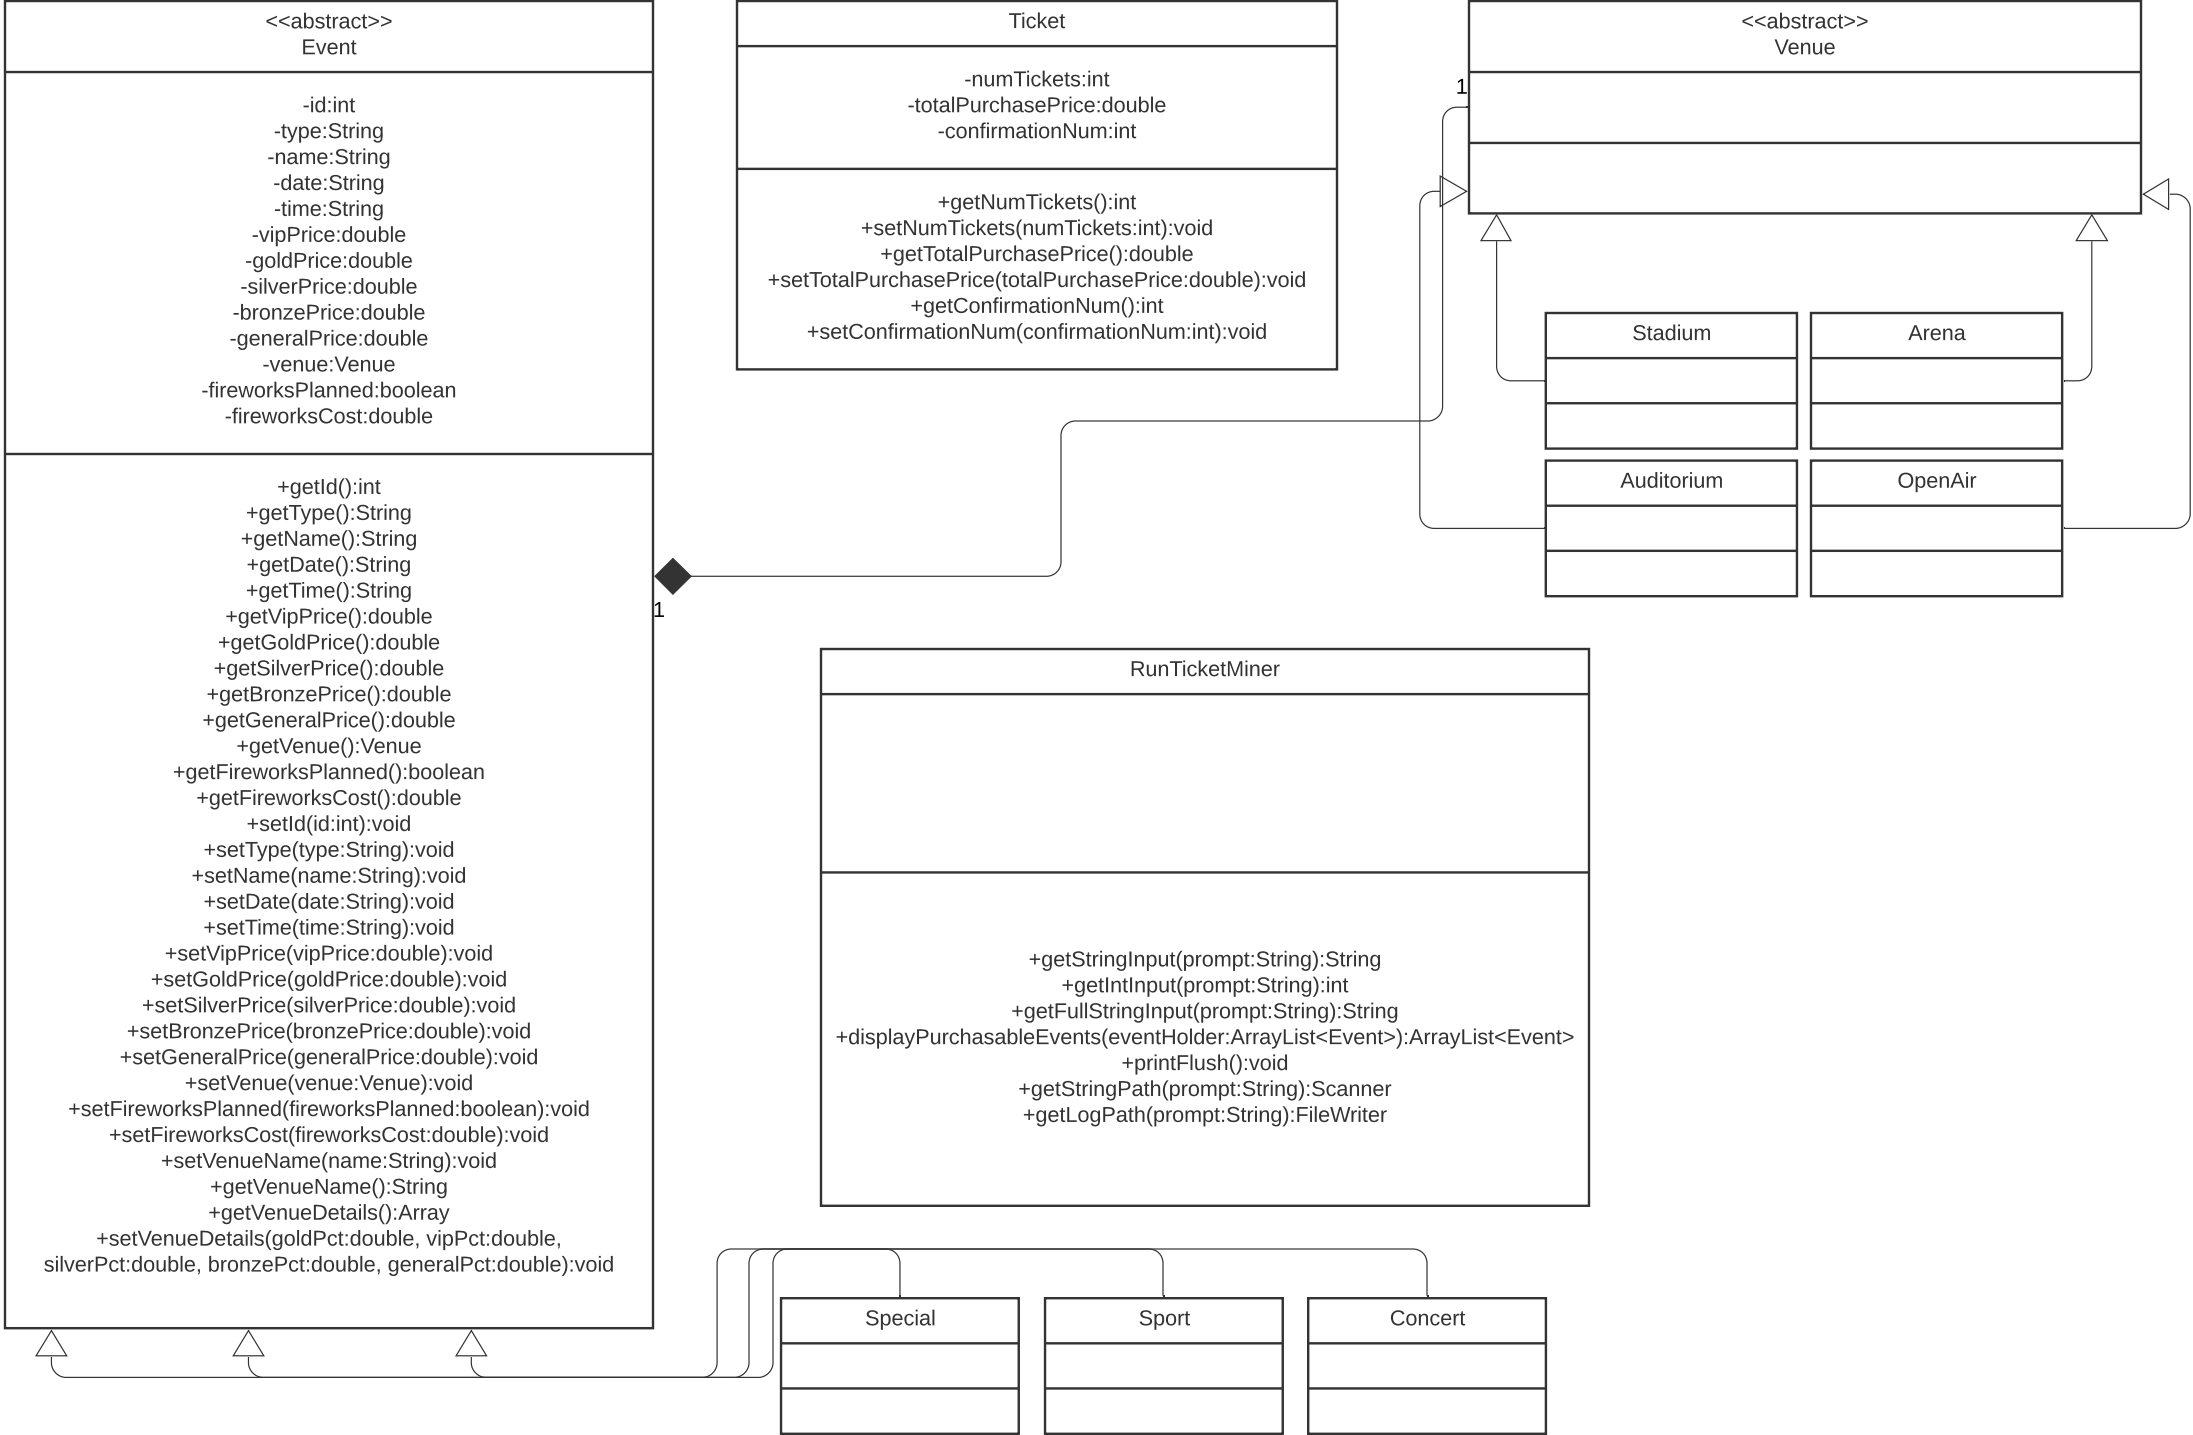 <<abstract>>
Event
-id:int
-type:String
-name:String
-date:String
-time:String
-vipPrice:double
-goldPrice:double
-silverPrice:double
-bronzePrice:double
-generalPrice:double
-venue:Venue
-fireworksPlanned:boolean
-fireworksCost:double
+getId():int
+getType():String
+getName():String
+getDate():String
+getTime():String
+getVipPrice():double
+getGoldPrice():double
+getSilverPrice():double
+getBronzePrice():double
+getGeneralPrice():double
+getVenue():Venue
+getFireworksPlanned():boolean
+getFireworksCost():double
+setId(id:int):void
+setType(type:String):void
+setName(name:String):void
+setDate(date:String):void
+setTime(time:String):void
+setVipPrice(vipPrice:double):void
+setGoldPrice(goldPrice:double):void
+setSilverPrice(silverPrice:double):void
+setBronzePrice(bronzePrice:double):void
+setGeneralPrice(generalPrice:double):void
+setVenue(venue:Venue):void
+setFireworksPlanned(fireworksPlanned:boolean):void
+setFireworksCost(fireworksCost:double):void
+setVenueName(name:String):void
+getVenueName():String
+getVenueDetails():Array
+setVenueDetails(goldPct:double, vipPct:double,
silverPct:double, bronzePct:double, generalPct:double):void
1
Ticket
-numTickets:int
-totalPurchasePrice:double
-confirmationNum:int
+getNumTickets():int
+setNumTickets(numTickets:int):void
+getTotalPurchasePrice():double
+setTotalPurchasePrice(totalPurchasePrice:double):void
+getConfirmationNum():int
+setConfirmationNum(confirmationNum:int):void
<<abstract>>
Venue
1
Stadium
Arena
Auditorium
OpenAir
RunTicketMiner
+getStringInput(prompt:String):String
+getIntInput(prompt:String):int
+getFullStringInput(prompt:String):String
+displayPurchasableEvents(eventHolder:ArrayList<Event>):ArrayList<Event>
+printFlush():void
+getStringPath(prompt:String):Scanner
+getLogPath(prompt:String):FileWriter
Special
Sport
Concert